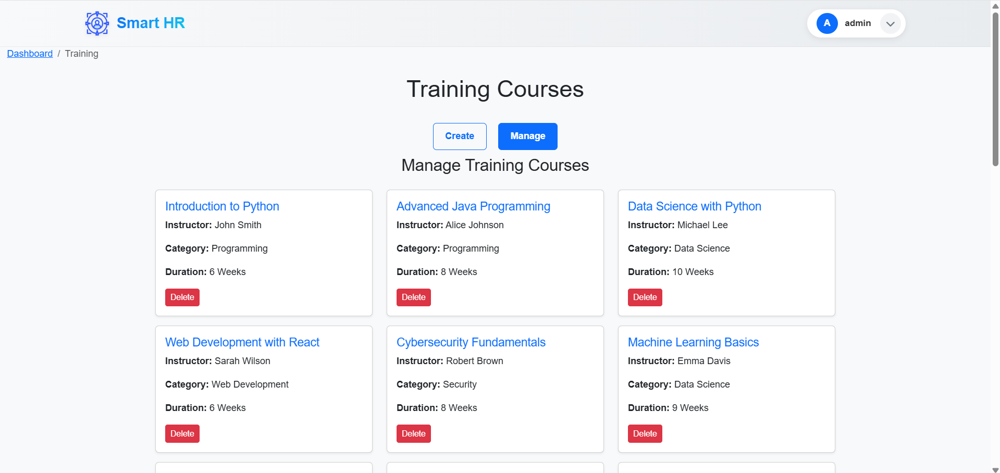 Smart HR
A admin
Dashboard / Training
Training Courses
Create Manage
Manage Training Courses
Introduction to Python
Instructor: John Smith
Category: Programming
Duration: 6 Weeks
Delete
Advanced Java Programming
Instructor: Alice Johnson
Category: Programming
Duration: 8 Weeks
Delete
Data Science with Python
Instructor: Michael Lee
Category: Data Science
Duration: 10 Weeks
Delete
Web Development with React
Instructor: Sarah Wilson
Category: Web Development
Duration: 6 Weeks
Delete
Cybersecurity Fundamentals
Instructor: Robert Brown
Category: Security
Duration: 8 Weeks
Delete
Machine Learning Basics
Instructor: Emma Davis
Category: Data Science
Duration: 9 Weeks
Delete